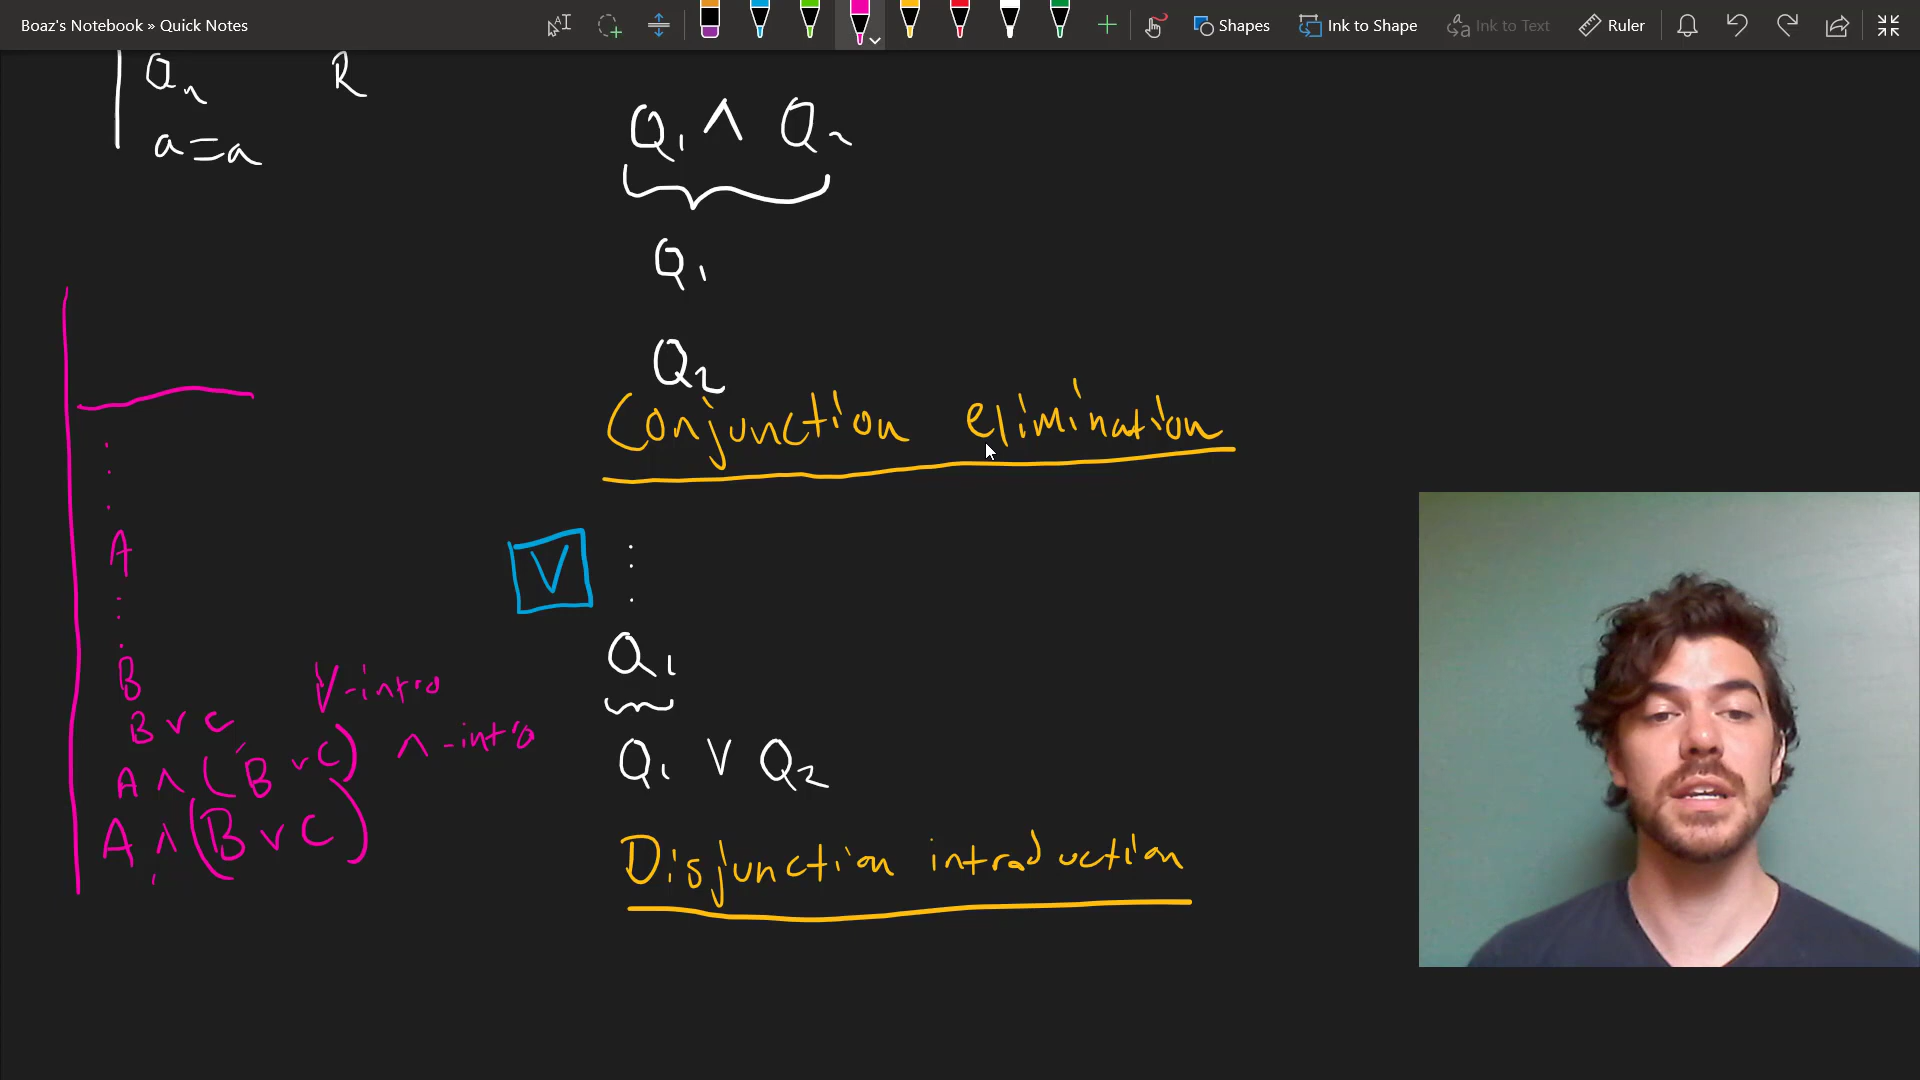 Boaz's Notebook » Quick Notes
Shapes
Ink to Shape
Ink to Text
Ruler
Qn R
a=a
Q1 ∧ Q2
Q1
Q2
Conjunction elimination
V
Q1
Q1 V Q2
Disjunction introduction
A
B
B v C V-intro
A ∧ (B v C) ∧-intro
A ∧ (B v C)